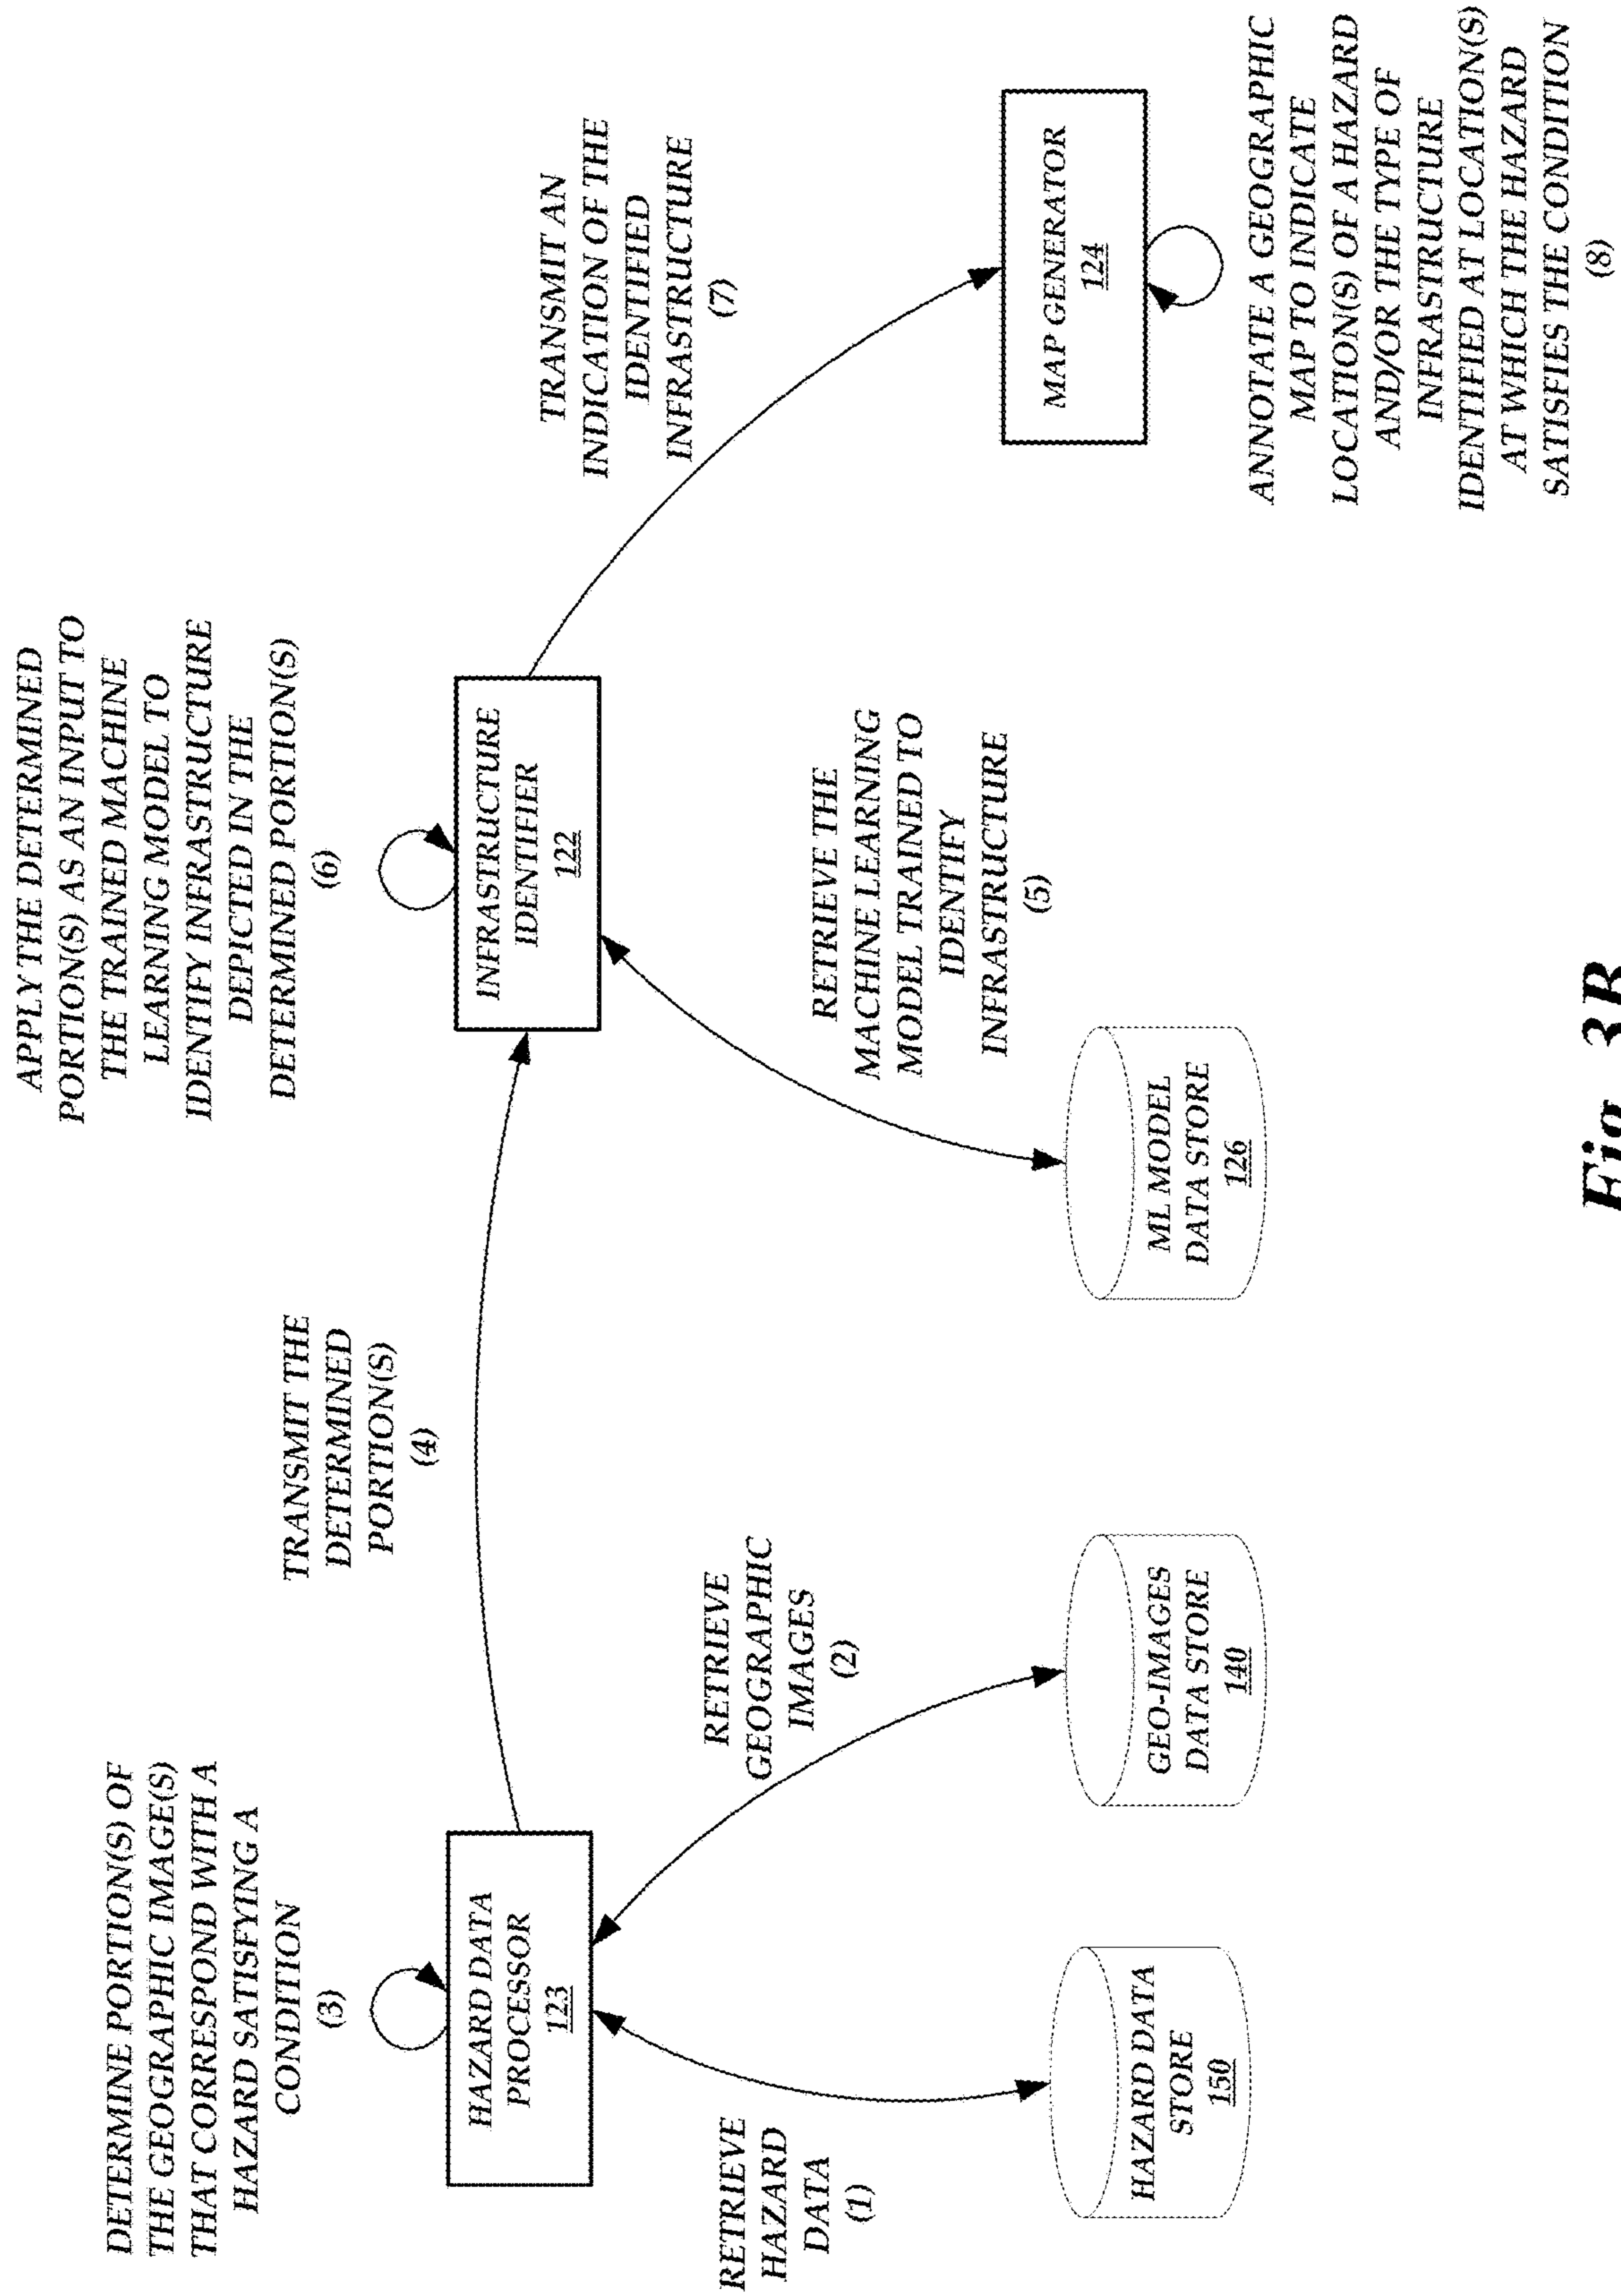 DETERMINE PORTION(S) OF
THE GEOGRAPHIC IMAGE(S)
THAT CORRESPOND WITH A
HAZARD SATISFYING A
CONDITION
(3)
HAZARD DATA
PROCESSOR
123
RETRIEVE
HAZARD
DATA
(1)
HAZARD DATA
STORE
150
RETRIEVE
GEOGRAPHIC
IMAGES
(2)
GEO-IMAGES
DATA STORE
140
TRANSMIT THE
DETERMINED
PORTION(S)
(4)
APPLY THE DETERMINED
PORTION(S) AS AN INPUT TO
THE TRAINED MACHINE
LEARNING MODEL TO
IDENTIFY INFRASTRUCTURE
DEPICTED IN THE
DETERMINED PORTION(S)
(6)
INFRASTRUCTURE
IDENTIFIER
122
RETRIEVE THE
MACHINE LEARNING
MODEL TRAINED TO
IDENTIFY
INFRASTRUCTURE
(5)
ML MODEL
DATA STORE
126
TRANSMIT AN
INDICATION OF THE
IDENTIFIED
INFRASTRUCTURE
(7)
MAP GENERATOR
124
ANNOTATE A GEOGRAPHIC
MAP TO INDICATE
LOCATION(S) OF A HAZARD
AND/OR THE TYPE OF
INFRASTRUCTURE
IDENTIFIED AT LOCATION(S)
AT WHICH THE HAZARD
SATISFIES THE CONDITION
(8)
Fig. 3B